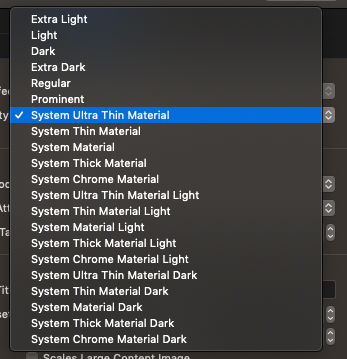 Extra Light
Light
Dark
Extra Dark
Regular
Prominent
✓ System Ultra Thin Material
System Thin Material
System Material
System Thick Material
System Chrome Material
System Ultra Thin Material Light
System Thin Material Light
System Material Light
System Thick Material Light
System Chrome Material Light
System Ultra Thin Material Dark
System Thin Material Dark
System Material Dark
System Thick Material Dark
System Chrome Material Dark
Scales Large Content Image